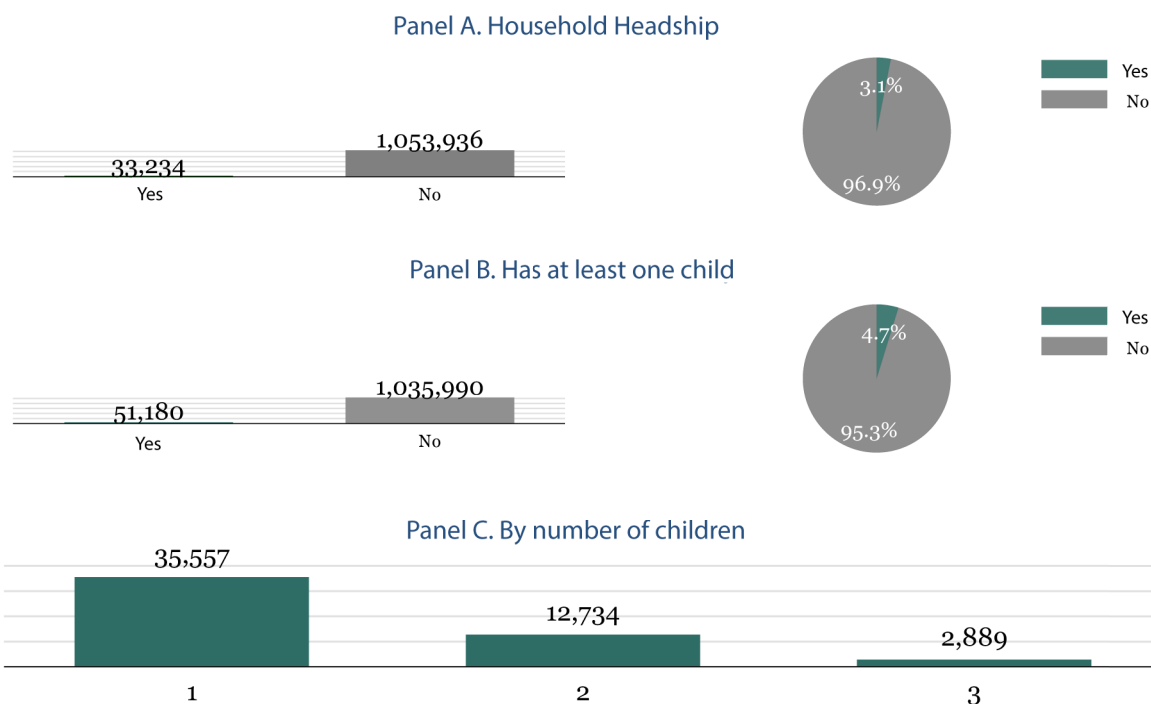 Panel A. Household Headship
3.1%
96.9%
Yes
No
33,234
1,053,936
Yes
No
Panel B. Has at least one child
4.7%
95.3%
Yes
No
51,180
1,035,990
Yes
No
Panel C. By number of children
35,557
12,734
2,889
1
2
3